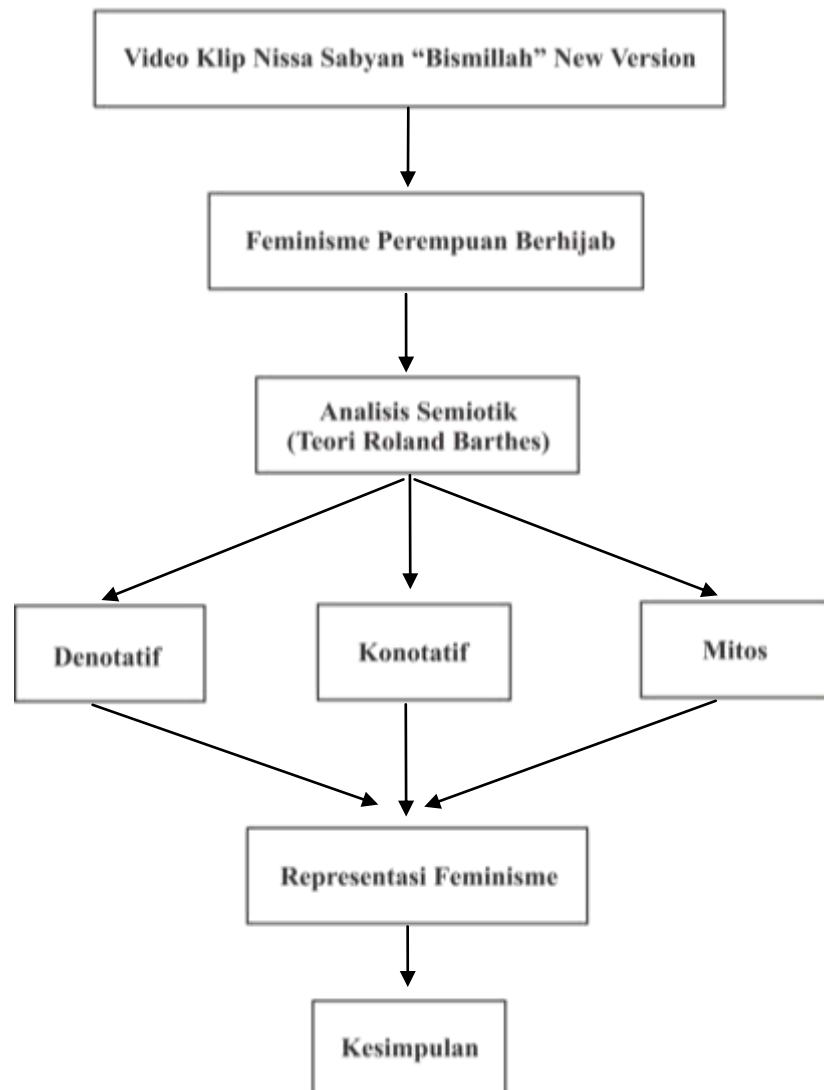 Video Klip Nissa Sabyan “Bismillah” New Version
Feminisme Perempuan Berhijab
Analisis Semiotik
(Teori Roland Barthes)
Denotatif
Konotatif
Mitos
Representasi Feminisme
Kesimpulan